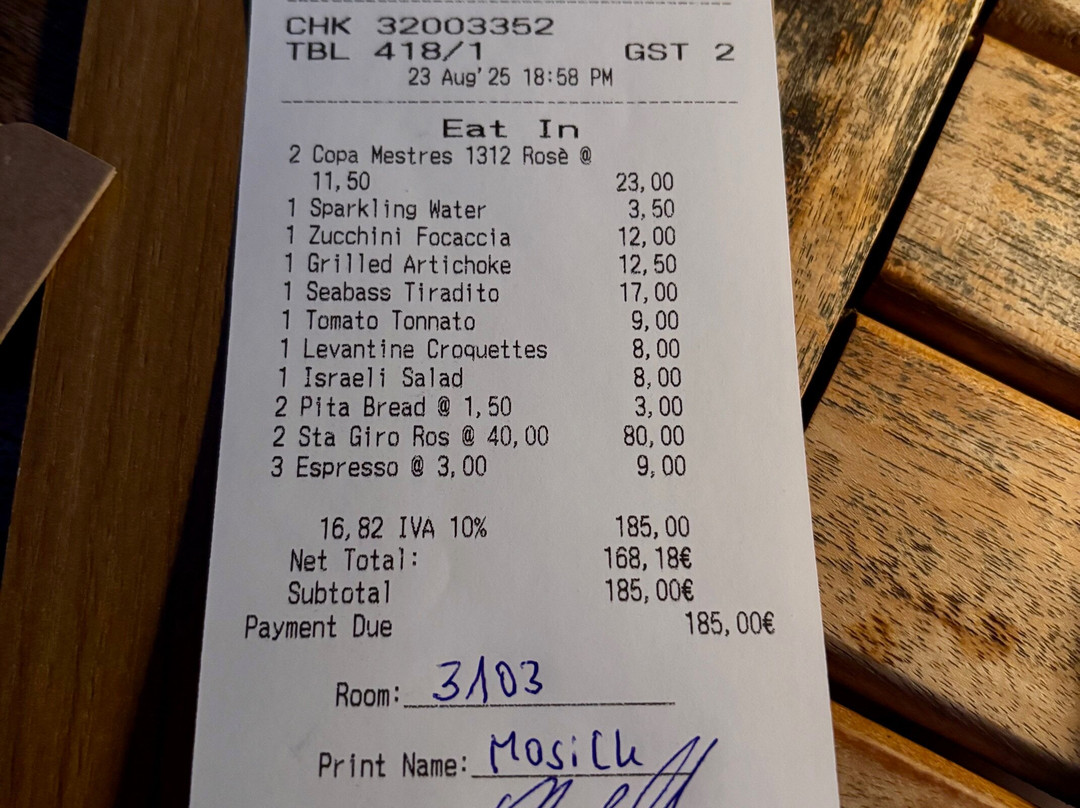 CHK 32003352
TBL 418/1 GST 2
23 Aug'25 18:58 PM
Eat In
2 Copa Mestres 1312 Rosè @
11,50 23,00
1 Sparkling Water 3,50
1 Zucchini Focaccia 12,00
1 Grilled Artichoke 12,50
1 Seabass Tiradito 17,00
1 Tomato Tonnato 9,00
1 Levantine Croquettes 8,00
1 Israeli Salad 8,00
2 Pita Bread @ 1,50 3,00
2 Sta Giro Ros @ 40,00 80,00
3 Espresso @ 3,00 9,00
16,82 IVA 10% 185,00
Net Total: 168,18€
Subtotal 185,00€
Payment Due 185,00€
Room: 3103
Print Name: